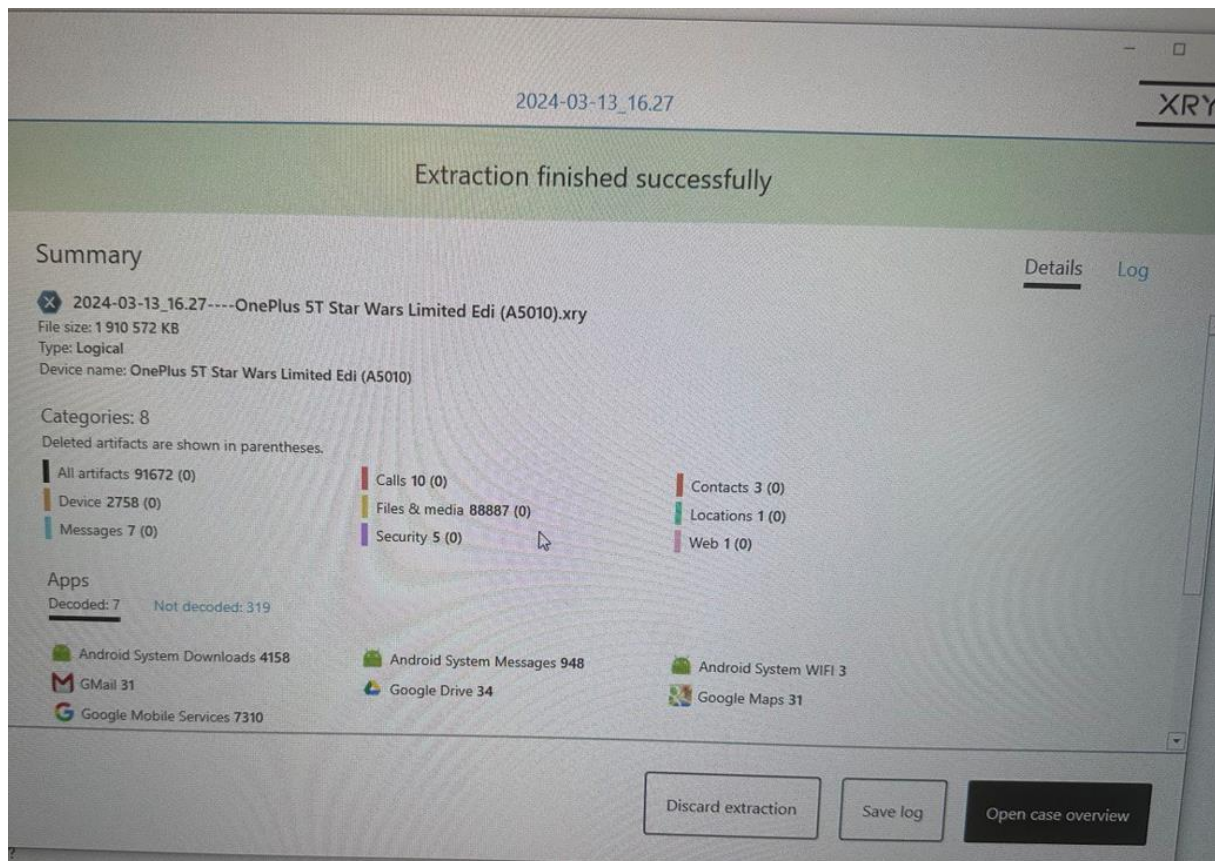 2024-03-13_16.27
XRY
Extraction finished successfully
Summary
Details
Log
2024-03-13_16.27----OnePlus 5T Star Wars Limited Edi (A5010).xry
File size: 1 910 572 KB
Type: Logical
Device name: OnePlus 5T Star Wars Limited Edi (A5010)
Categories: 8
Deleted artifacts are shown in parentheses.
All artifacts 91672 (0)
Calls 10 (0)
Contacts 3 (0)
Device 2758 (0)
Files & media 88887 (0)
Locations 1 (0)
Messages 7 (0)
Security 5 (0)
Web 1 (0)
Apps
Decoded: 7
Not decoded: 319
Android System Downloads 4158
Android System Messages 948
Android System WIFI 3
GMail 31
Google Drive 34
Google Maps 31
Google Mobile Services 7310
Discard extraction
Save log
Open case overview